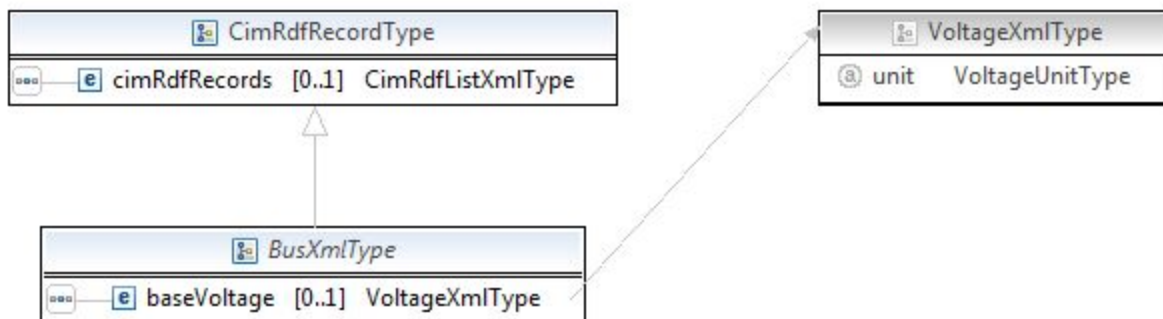 CimRdfRecordType
VoltageXmlType
e cimRdfRecords [0..1] CimRdfListXmlType
a unit VoltageUnitType
BusXmlType
e baseVoltage [0..1] VoltageXmlType